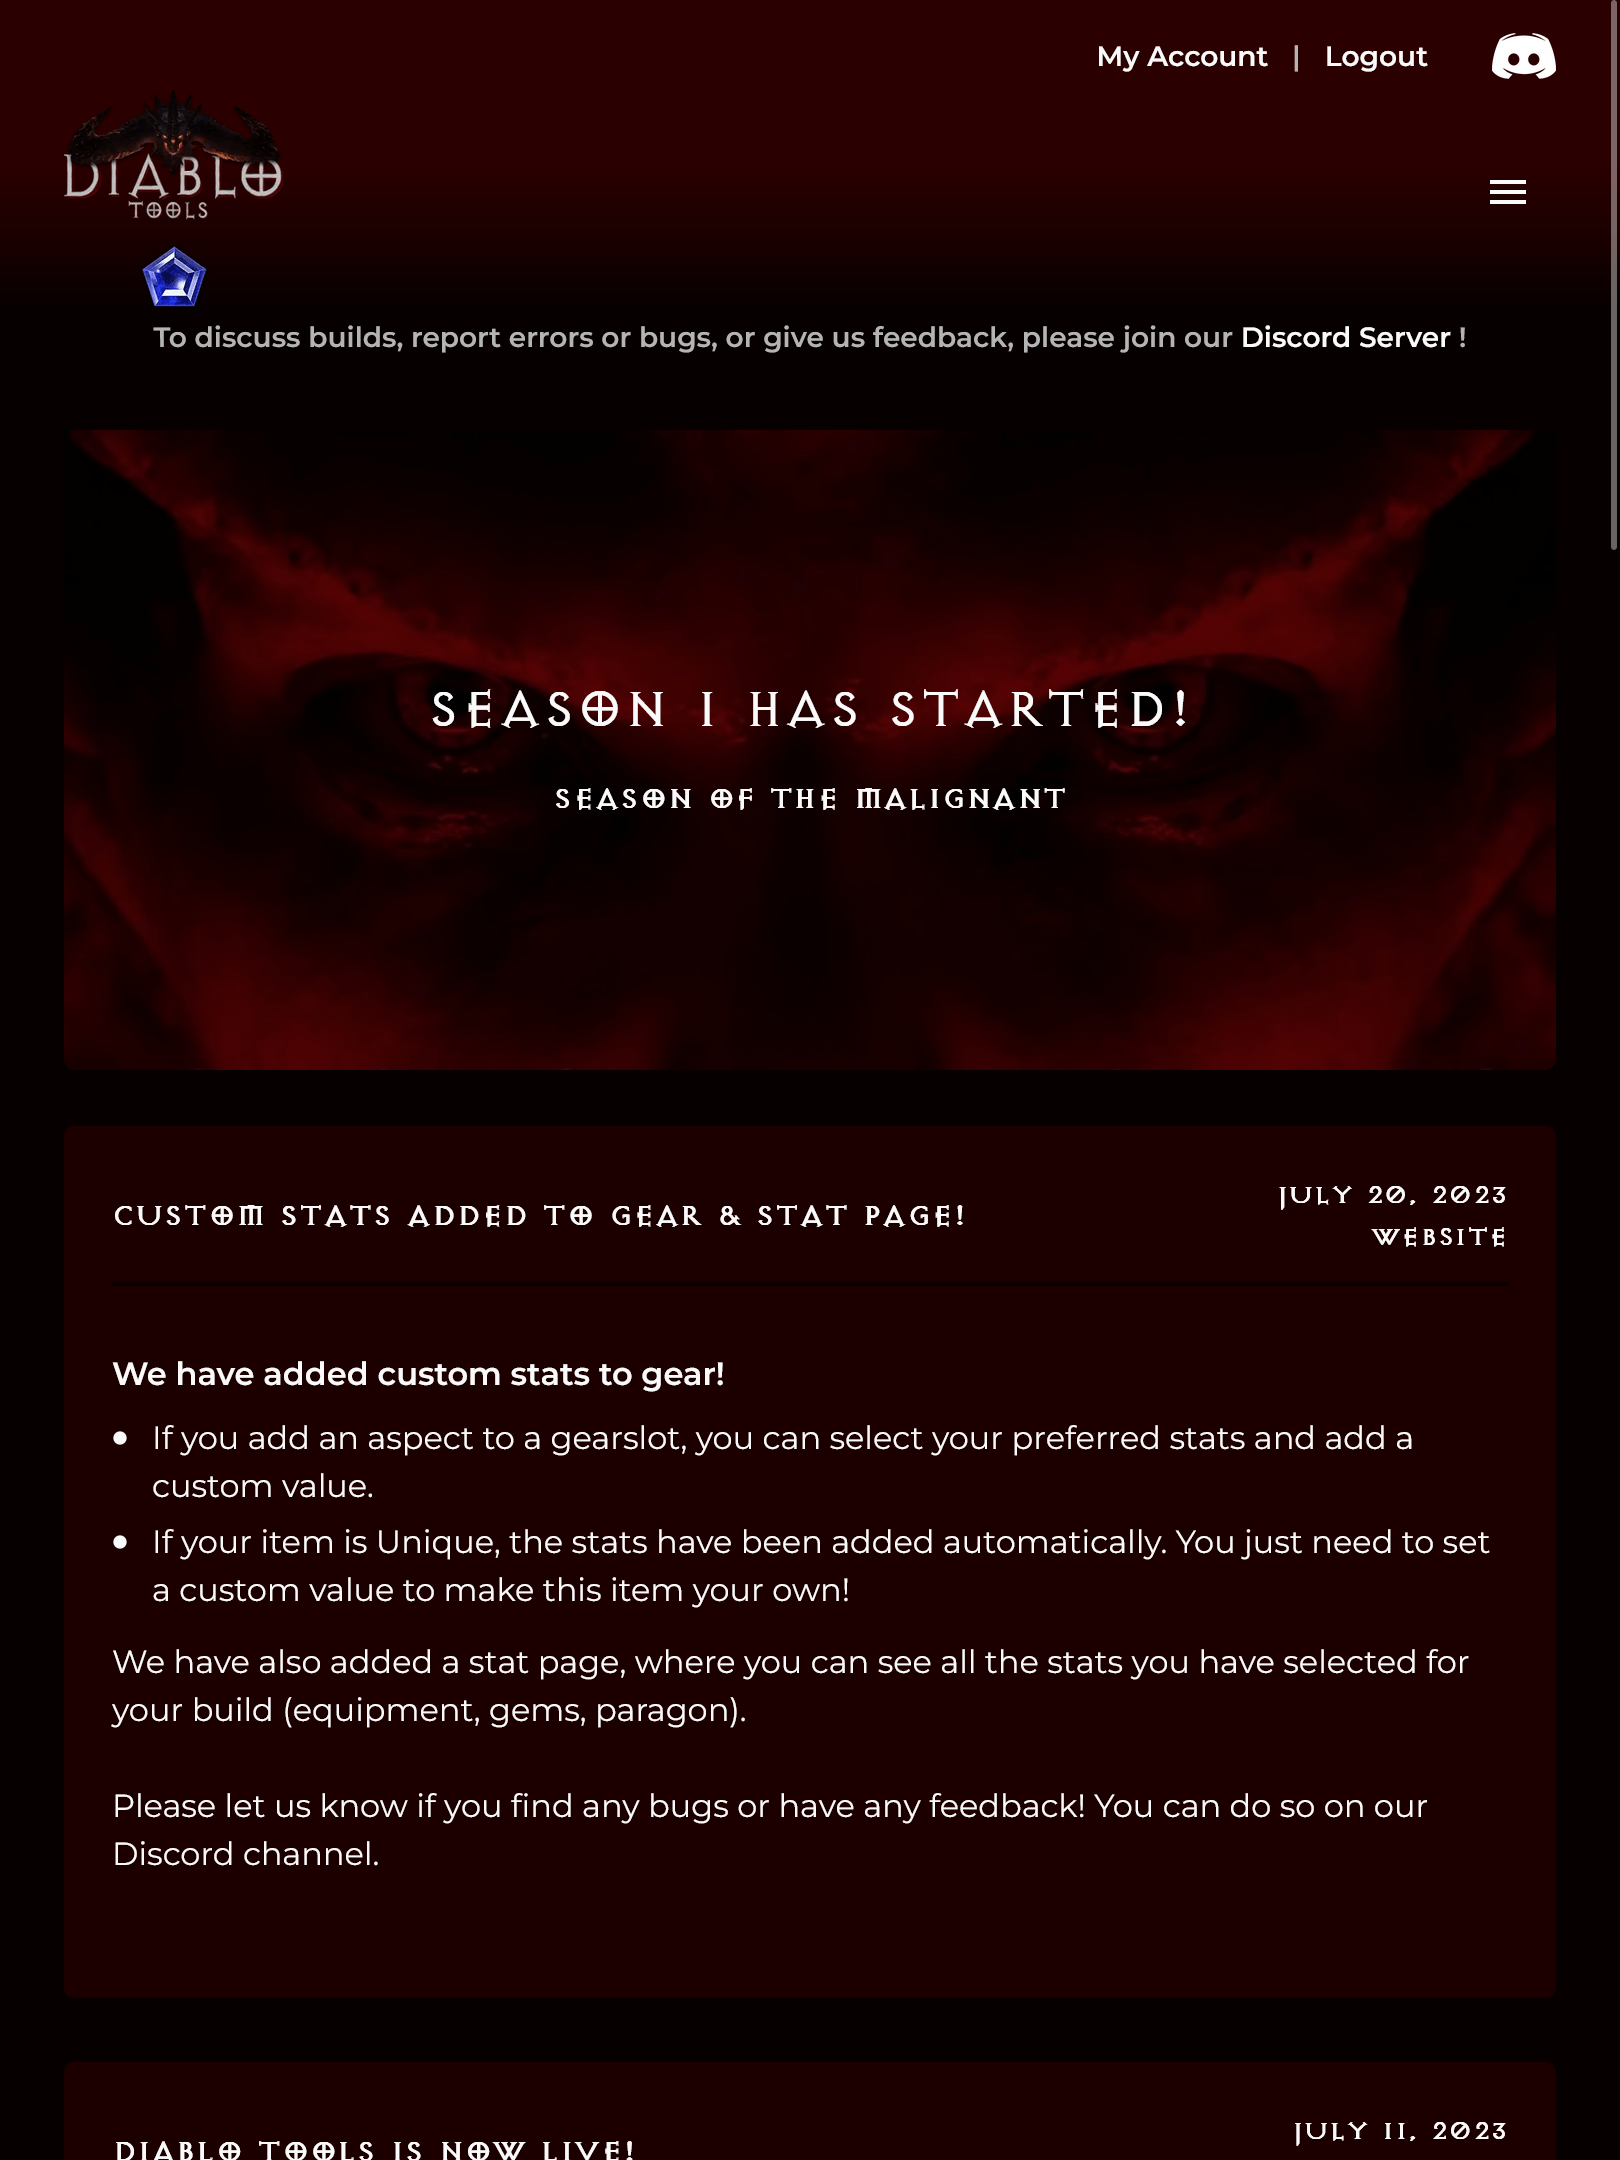 My Account | Logout
DIABLO
TOOLS
To discuss builds, report errors or bugs, or give us feedback, please join our Discord Server !
SEASON I HAS STARTED!
SEASON OF THE MALIGNANT
CUSTOM STATS ADDED TO GEAR & STAT PAGE!
JULY 20, 2023
WEBSITE
We have added custom stats to gear!
• If you add an aspect to a gearslot, you can select your preferred stats and add a
custom value.
• If your item is Unique, the stats have been added automatically. You just need to set
a custom value to make this item your own!
We have also added a stat page, where you can see all the stats you have selected for
your build (equipment, gems, paragon).
Please let us know if you find any bugs or have any feedback! You can do so on our
Discord channel.
JULY 11, 2023
DIABLO TOOLS IS NOW LIVE!